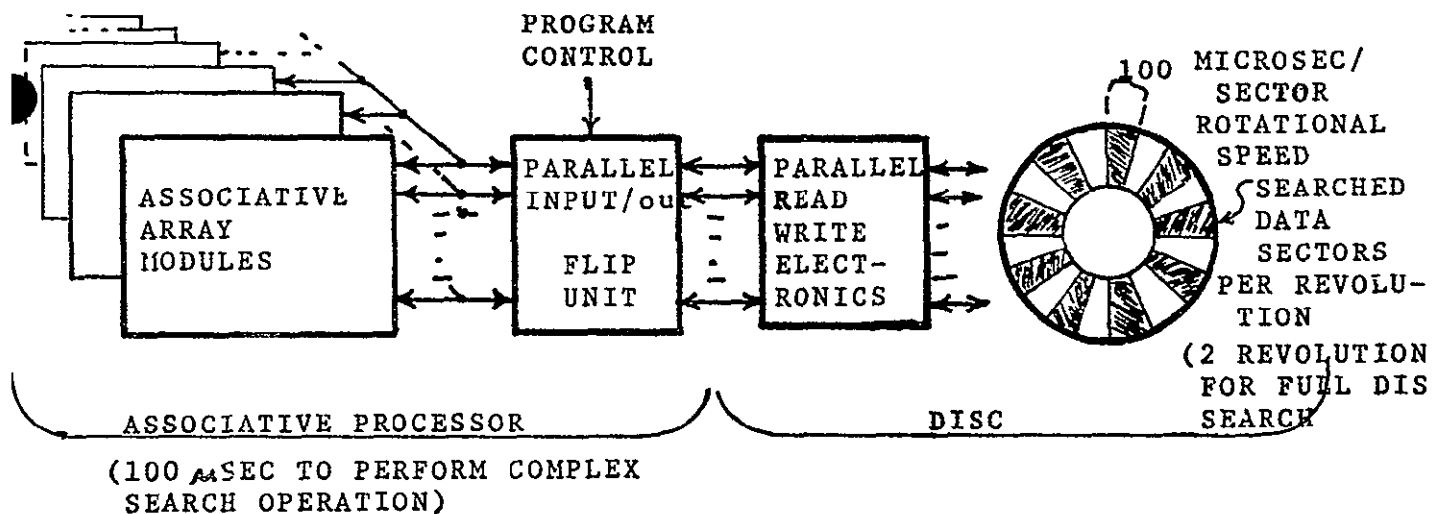 PROGRAM
CONTROL
ASSOCIATIVE
ARRAY
MODULES
PARALLEL
INPUT/out
FLIP
UNIT
PARALLEL
READ
WRITE
ELECT-
RONICS
100 MICROSEC/
SECTOR
ROTATIONAL
SPEED
SEARCHED
DATA
SECTORS
PER REVOLU-
TION
(2 REVOLUTION
FOR FULL DIS
SEARCH
ASSOCIATIVE PROCESSOR
DISC
(100 µSEC TO PERFORM COMPLEX
SEARCH OPERATION)